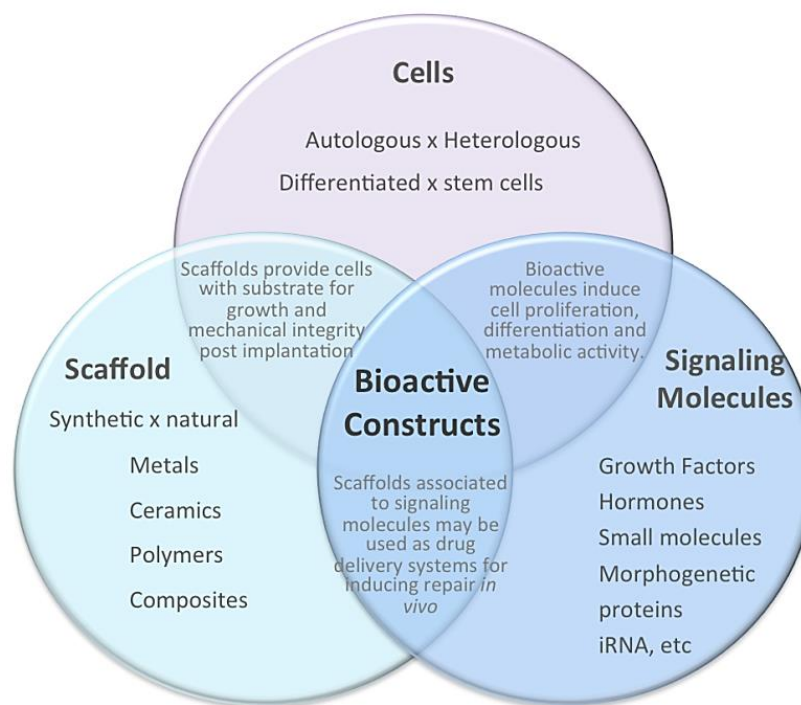 Cells
Autologous x Heterologous
Differentiated x stem cells
Scaffolds provide cells
with substrate for
growth and
mechanical integrity
post implantation
Bioactive
molecules induce
cell proliferation,
differentiation and
metabolic activity.
Scaffold
Synthetic x natural
Metals
Ceramics
Polymers
Composites
Bioactive
Constructs
Scaffolds associated
to signaling
molecules may be
used as drug
delivery systems for
inducing repair in
vivo
Signaling
Molecules
Growth Factors
Hormones
Small molecules
Morphogenetic
proteins
iRNA, etc